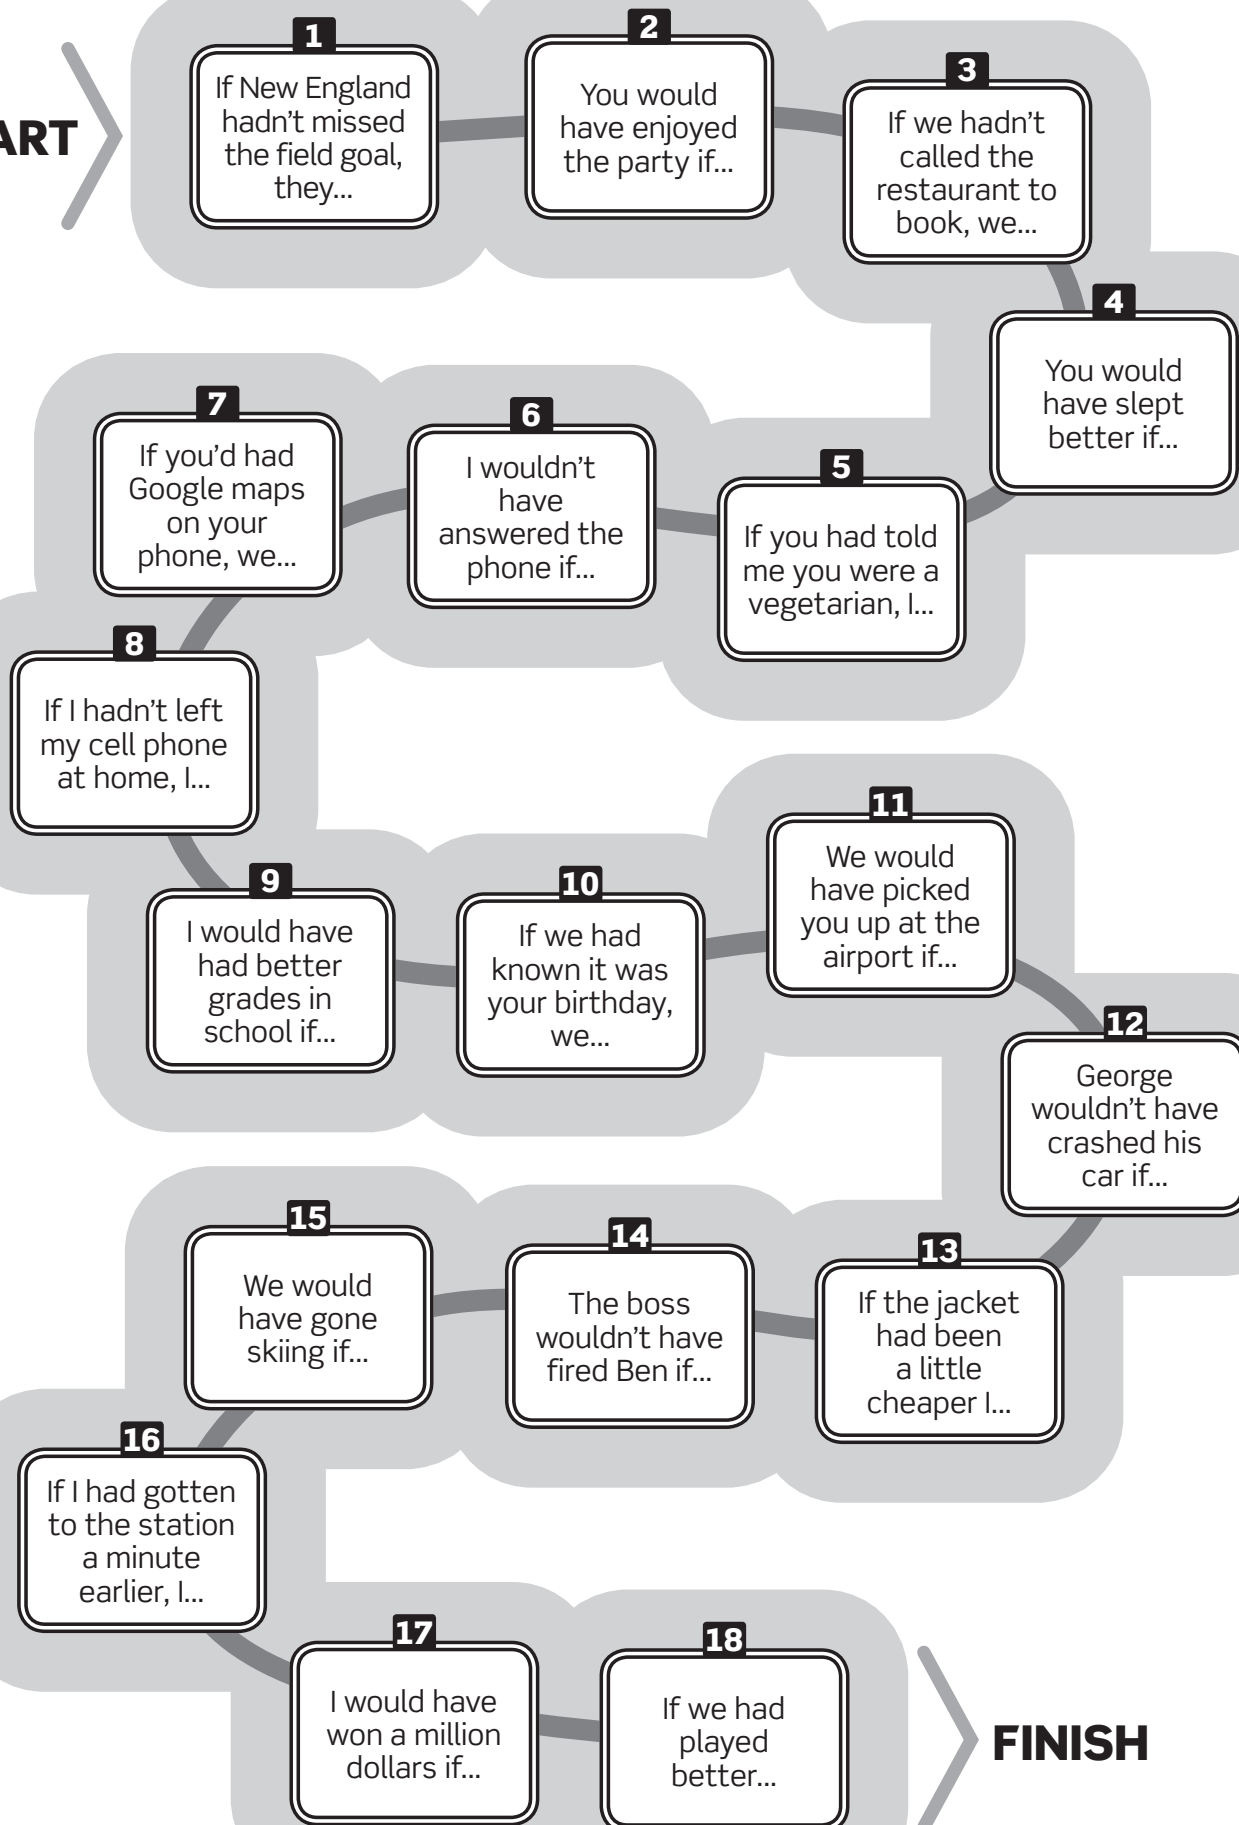 ART
1
If New England
hadn't missed
the field goal,
they...
2
You would
have enjoyed
the party if...
3
If we hadn't
called the
restaurant to
book, we...
4
You would
have slept
better if...
5
If you had told
me you were a
vegetarian, I...
6
I wouldn't
have
answered the
phone if...
7
If you'd had
Google maps
on your
phone, we...
8
If I hadn't left
my cell phone
at home, I...
9
I would have
had better
grades in
school if...
10
If we had
known it was
your birthday,
we...
11
We would
have picked
you up at the
airport if...
12
George
wouldn't have
crashed his
car if...
13
If the jacket
had been
a little
cheaper I...
14
The boss
wouldn't have
fired Ben if...
15
We would
have gone
skiing if...
16
If I had gotten
to the station
a minute
earlier, I...
17
I would have
won a million
dollars if...
18
If we had
played
better...
FINISH